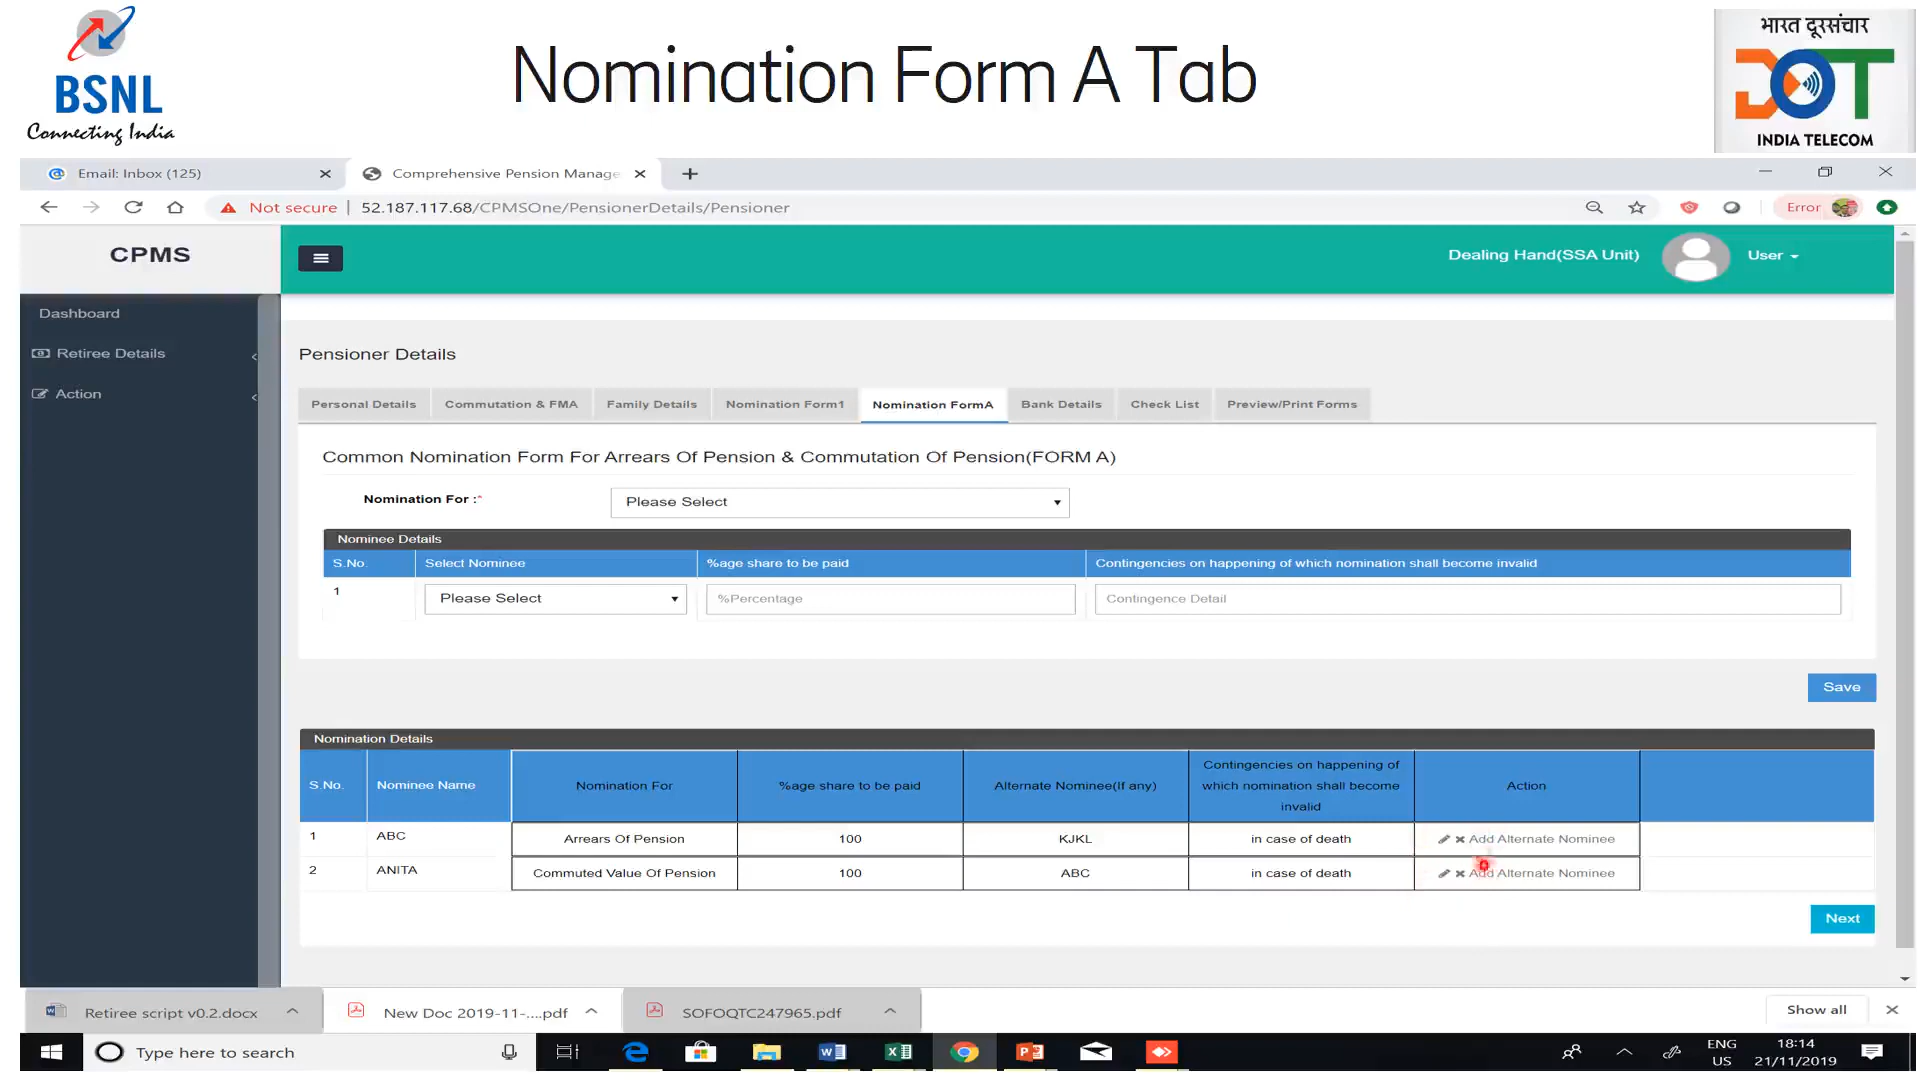 BSNL
Connecting India
Nomination Form A Tab
भारत दूरसंचार
DOT
INDIA TELECOM
Email: Inbox (125)
Comprehensive Pension Manage
Not secure | 52.187.117.68/CPMSOne/PensionerDetails/Pensioner
Error
CPMS
Dealing Hand(SSA Unit)
User
Dashboard
Retiree Details
Action
Pensioner Details
Personal Details Commutation & FMA Family Details Nomination Form1 Nomination FormA Bank Details Check List Preview/Print Forms
Common Nomination Form For Arrears Of Pension & Commutation Of Pension(FORM A)
Nomination For :* Please Select
Nominee Details
S.No. Select Nominee %age share to be paid Contingencies on happening of which nomination shall become invalid
1 Please Select %Percentage Contingence Detail
Save
Nomination Details
S.No. Nominee Name Nomination For %age share to be paid Alternate Nominee(If any) Contingencies on happening of which nomination shall become invalid Action
1 ABC Arrears Of Pension 100 KJKL in case of death Add Alternate Nominee
2 ANITA Commuted Value Of Pension 100 ABC in case of death Add Alternate Nominee
Next
Retiree script v0.2.docx New Doc 2019-11-....pdf SOFOQTC247965.pdf Show all
Type here to search
ENG
US
18:14
21/11/2019